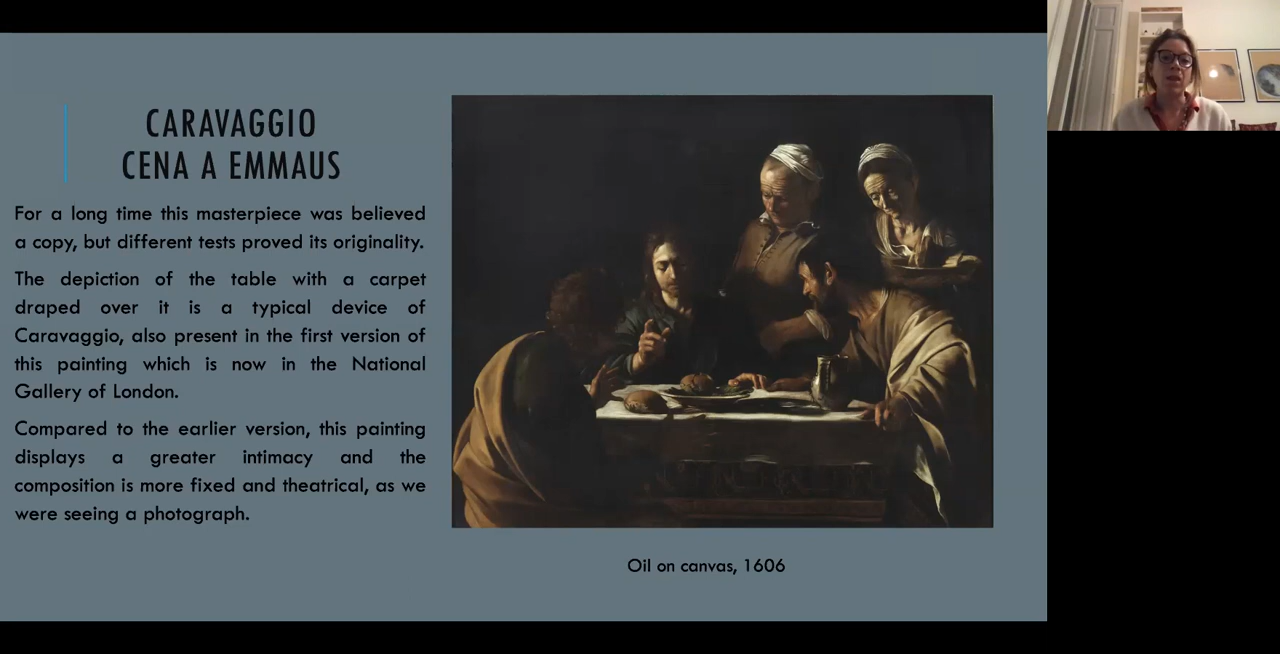 CARAVAGGIO
CENA A EMMAUS
For a long time this masterpiece was believed
a copy, but different tests proved its originality.
The depiction of the table with a carpet
draped over it is a typical device of
Caravaggio, also present in the first version of
this painting which is now in the National
Gallery of London.
Compared to the earlier version, this painting
displays a greater intimacy and the
composition is more fixed and theatrical, as we
were seeing a photograph.
Oil on canvas, 1606